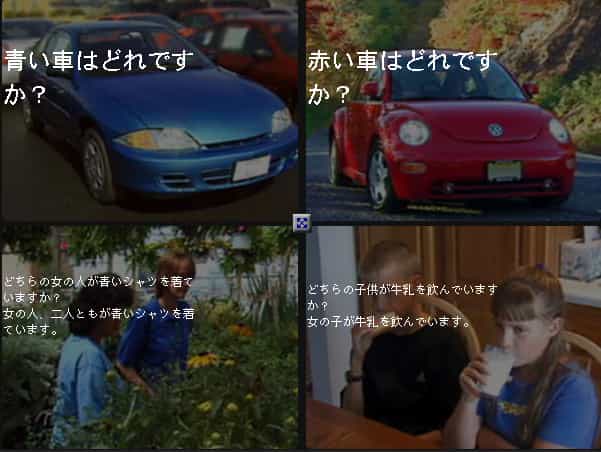 青い車はどれです
か？
赤い車はどれです
か？
どちらの女の人が青いシャツを着て
いますか？
女の人、二人ともが青いシャツを着
ています。
どちらの子供が牛乳を飲んでいます
か？
女の子が牛乳を飲んでいます。